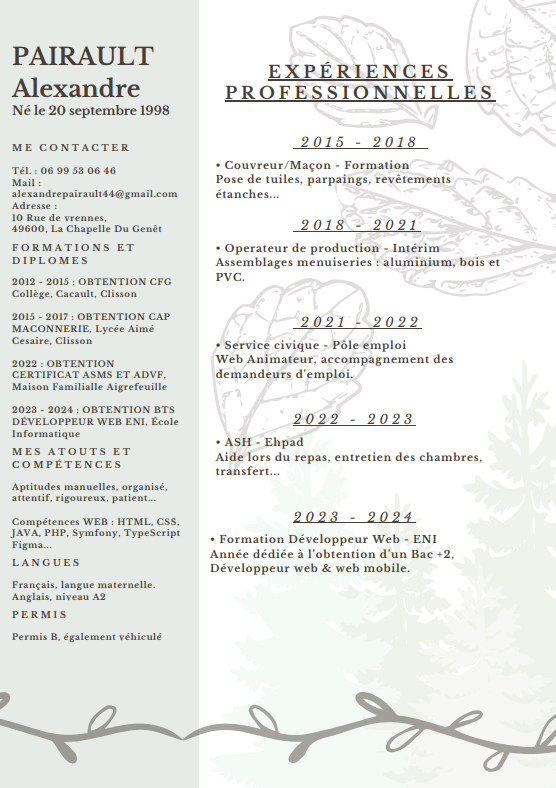 PAIRAULT
Alexandre
Né le 20 septembre 1998
ME CONTACTER
Tél. : 06 99 53 06 46
Mail :
alexandrepairault44@gmail.com
Adresse :
10 Rue de vrennes,
49600, La Chapelle Du Genêt
FORMATIONS ET
DIPLOMES
2012 - 2015 : OBTENTION CFG
Collège, Cacault, Clisson
2015 - 2017 : OBTENTION CAP
MACONNERIE, Lycée Aimé
Cesaire, Clisson
2022 : OBTENTION
CERTIFICAT ASMS ET ADVF,
Maison Familialle Aigrefeuille
2023 - 2024 : OBTENTION BTS
DÉVELOPPEUR WEB ENI, École
Informatique
MES ATOUTS ET
COMPÉTENCES
Aptitudes manuelles, organisé,
attentif, rigoureux, patient...
Compétences WEB : HTML, CSS,
JAVA, PHP, Symfony, TypeScript
Figma...
LANGUES
Français, langue maternelle.
Anglais, niveau A2
PERMIS
Permis B, également véhiculé
EXPÉRIENCES
PROFESSIONNELLES
2015 - 2018
• Couvreur/Maçon - Formation
Pose de tuiles, parpaings, revêtements
étanches...
2018 - 2021
• Operateur de production - Intérim
Assemblages menuiseries : aluminium, bois et
PVC.
2021 - 2022
• Service civique - Pôle emploi
Web Animateur, accompagnement des
demandeurs d'emploi.
2022 - 2023
• ASH - Ehpad
Aide lors du repas, entretien des chambres,
transfert...
2023 - 2024
• Formation Développeur Web - ENI
Année dédiée à l'obtention d'un Bac +2,
Développeur web & web mobile.